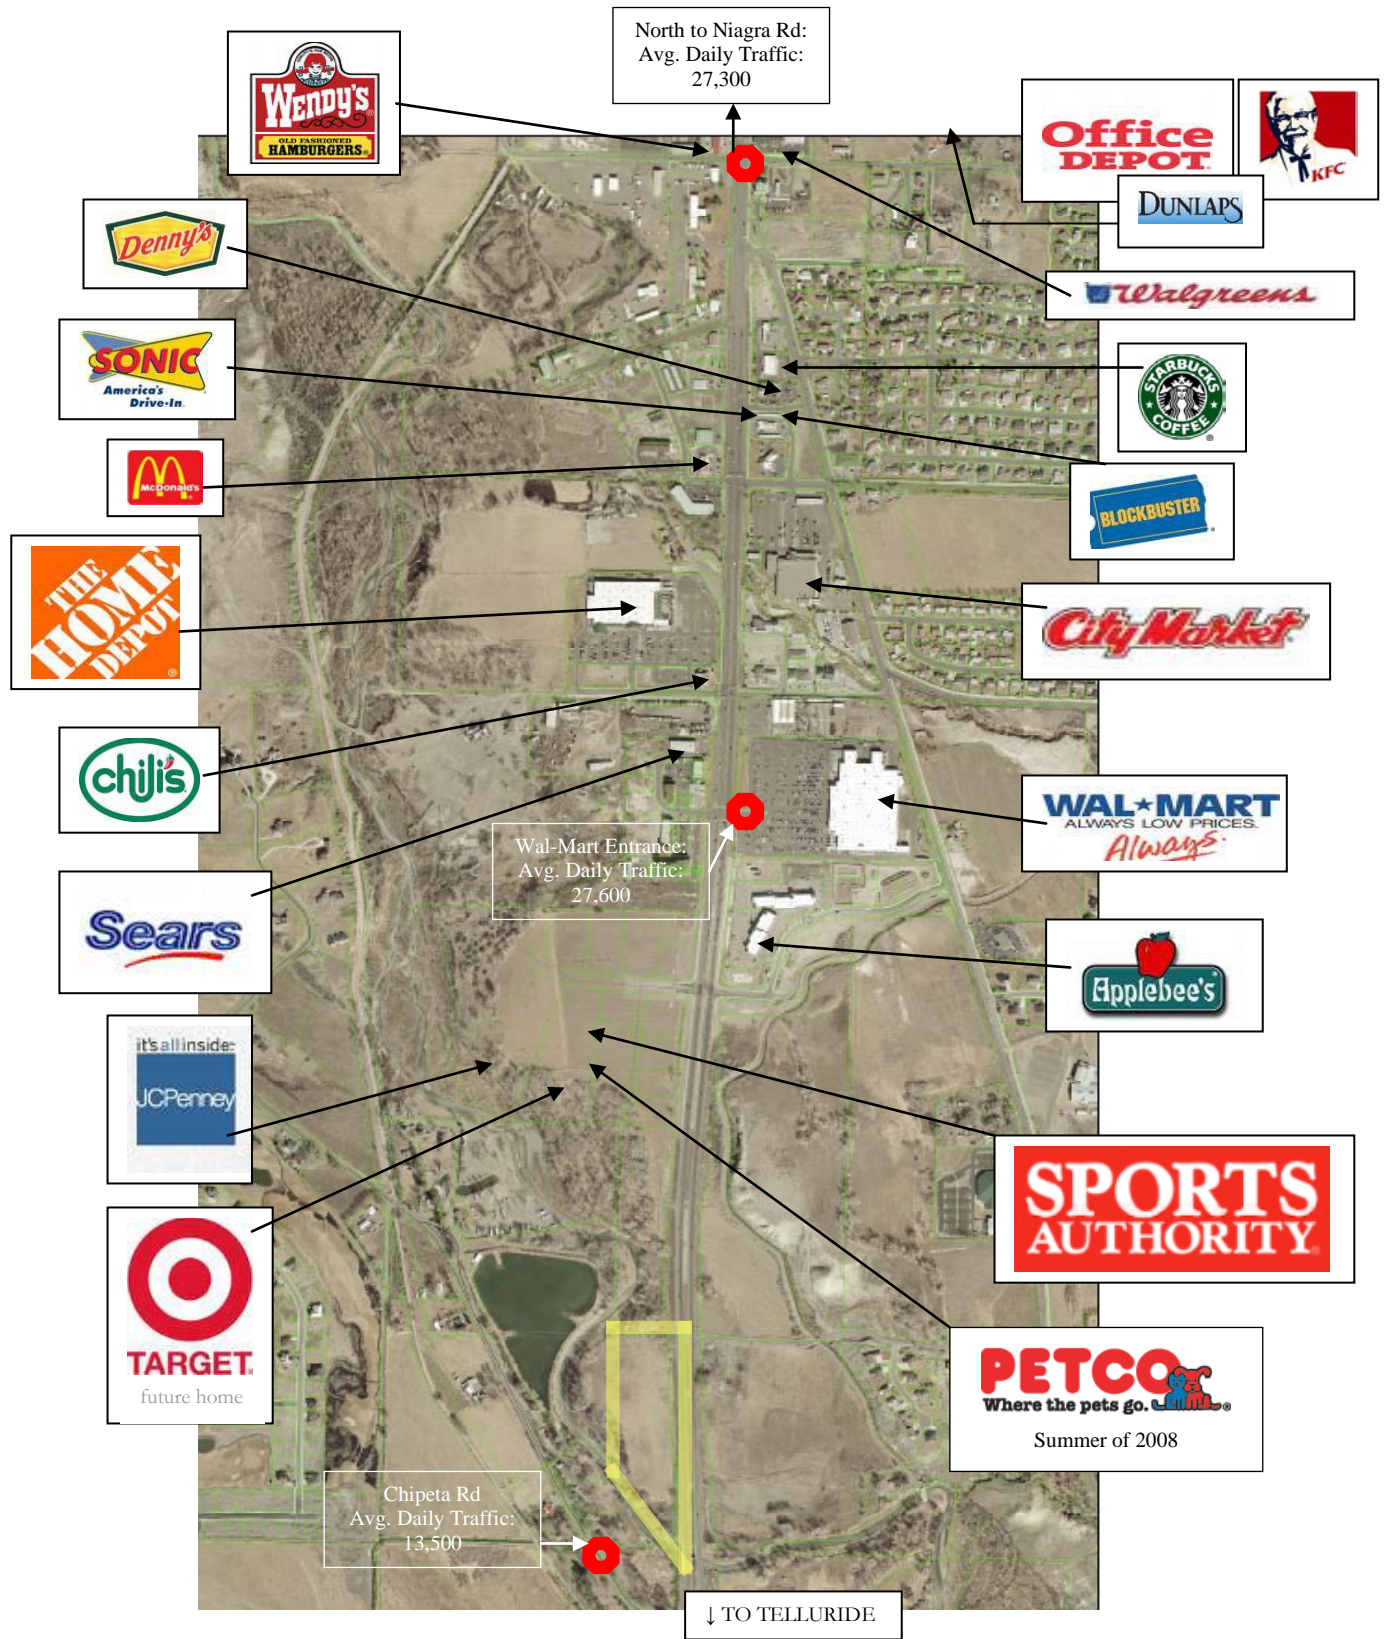 North to Niagra Rd:
Avg. Daily Traffic:
27,300
WENDY'S
OLD FASHIONED
HAMBURGERS
Office
DEPOT
KFC
DUNLAPS
Denny's
Walgreens
SONIC
America's
Drive-In
STARBUCKS
COFFEE
McDonald's
BLOCKBUSTER
THE
HOME
DEPOT
City Market
chili's
WAL★MART
ALWAYS LOW PRICES.
Always.
Wal-Mart Entrance:
Avg. Daily Traffic:
27,600
Sears
Applebee's
it's all inside:
JCPenney
SPORTS
AUTHORITY
TARGET
future home
PETCO
Where the pets go.
Summer of 2008
Chipeta Rd
Avg. Daily Traffic:
13,500
↓ TO TELLURIDE